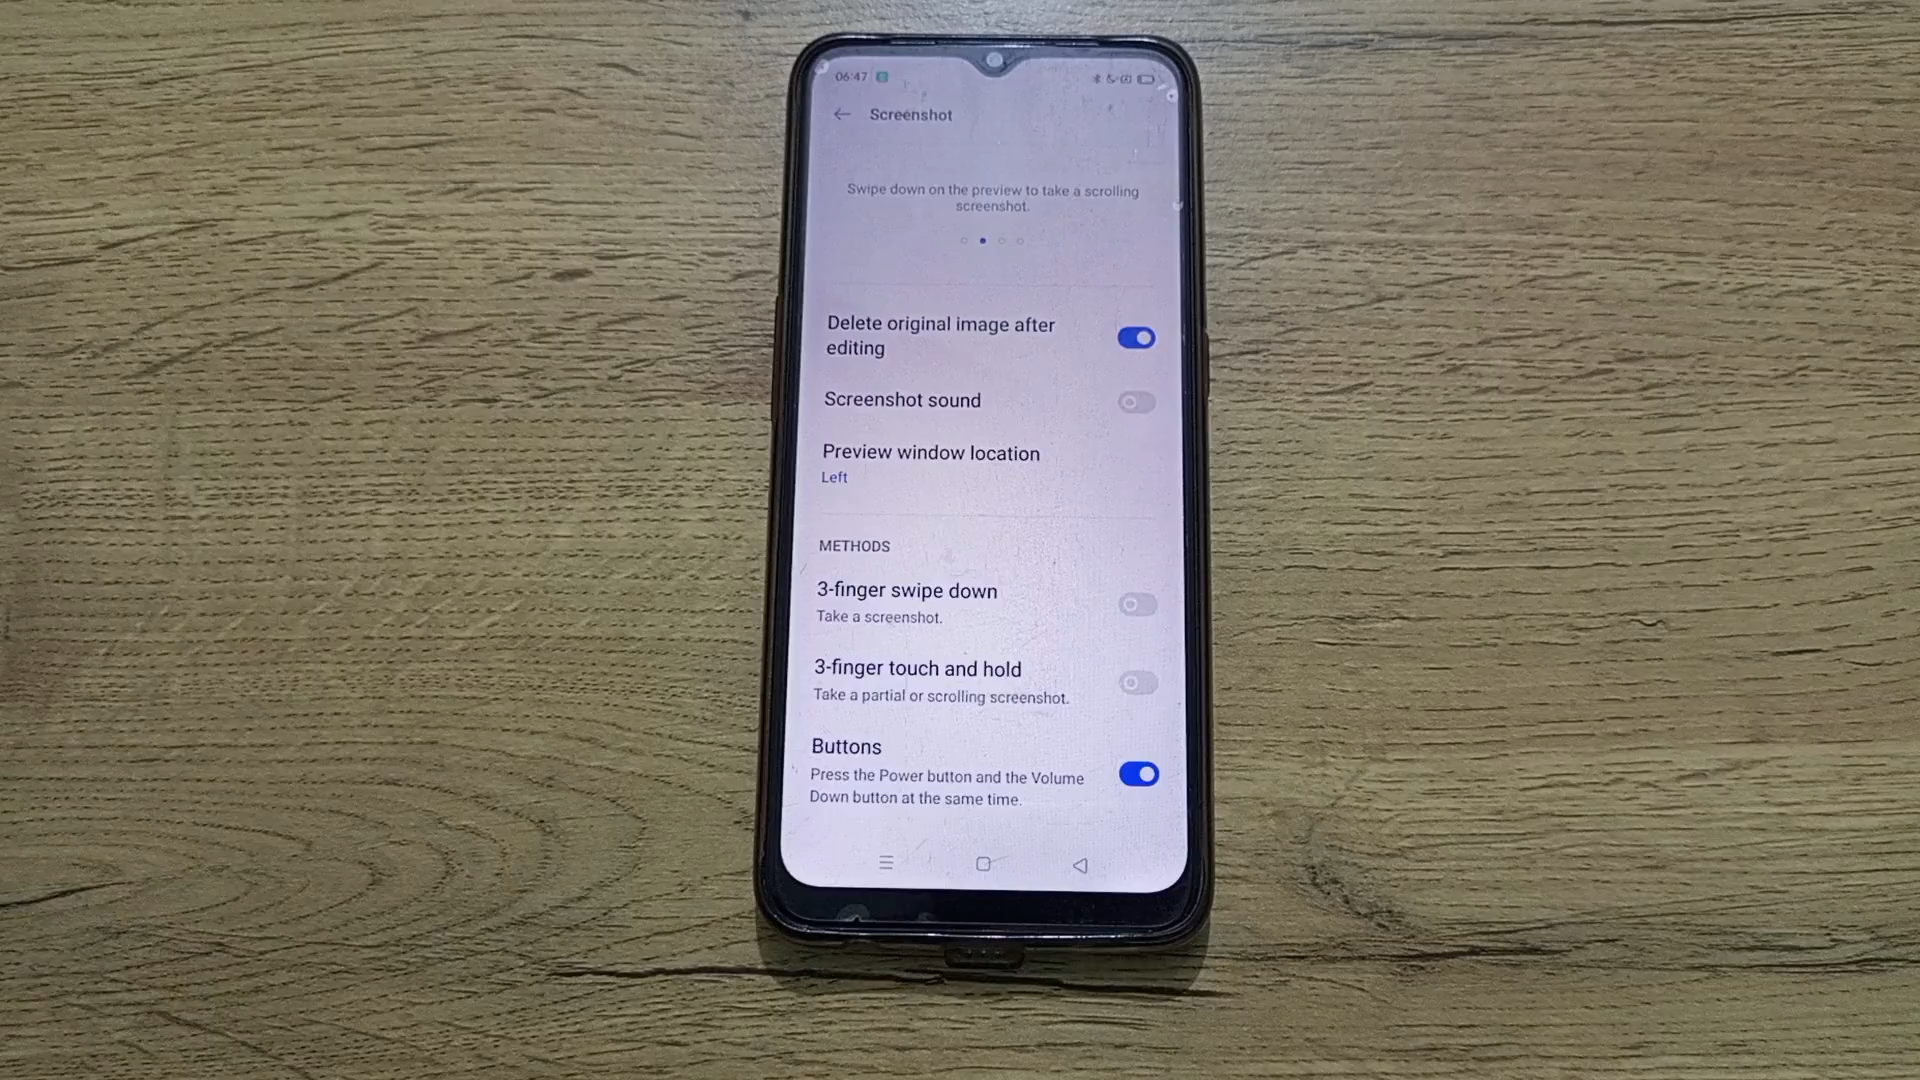 06:47
Screenshot
Swipe down on the preview to take a scrolling
screenshot.
Delete original image after
editing
Screenshot sound
Preview window location
Left
METHODS
3-finger swipe down
Take a screenshot.
3-finger touch and hold
Take a partial or scrolling screenshot.
Buttons
Press the Power button and the Volume
Down button at the same time.